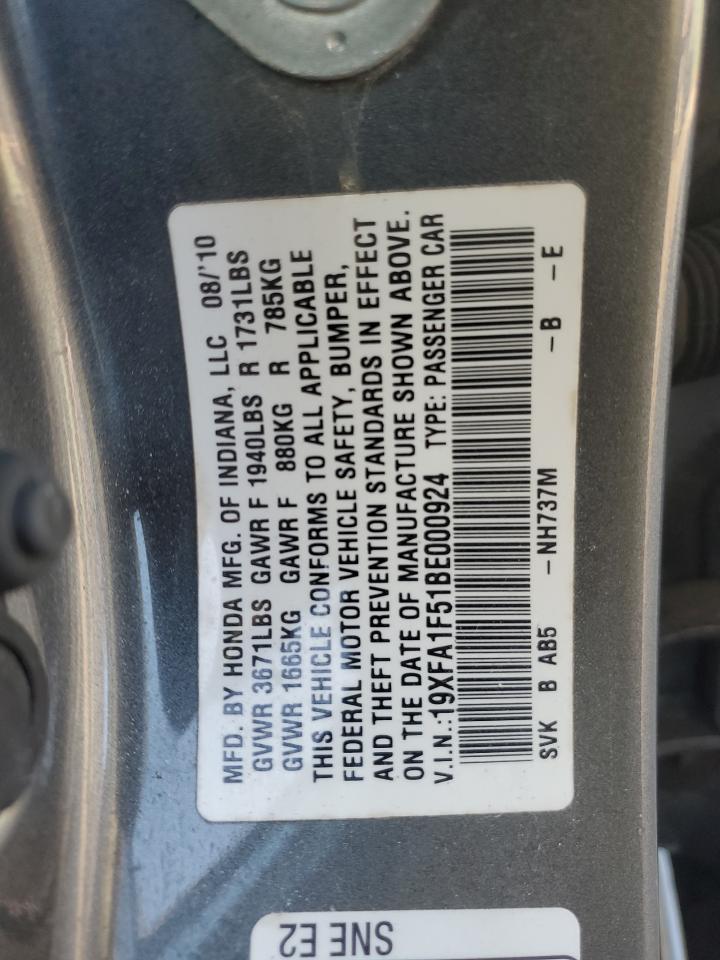 MFD. BY HONDA MFG. OF INDIANA, LLC 08/'10
GVWR 3671LBS GAWR F 1940LBS R 1731LBS
GVWR 1665KG GAWR F 880KG R 785KG
THIS VEHICLE CONFORMS TO ALL APPLICABLE
FEDERAL MOTOR VEHICLE SAFETY, BUMPER,
AND THEFT PREVENTION STANDARDS IN EFFECT
ON THE DATE OF MANUFACTURE SHOWN ABOVE.
V.I.N.:19XFA1F51BE000924 TYPE: PASSENGER CAR
SVK B AB5 -NH737M -B -E
SNE E2